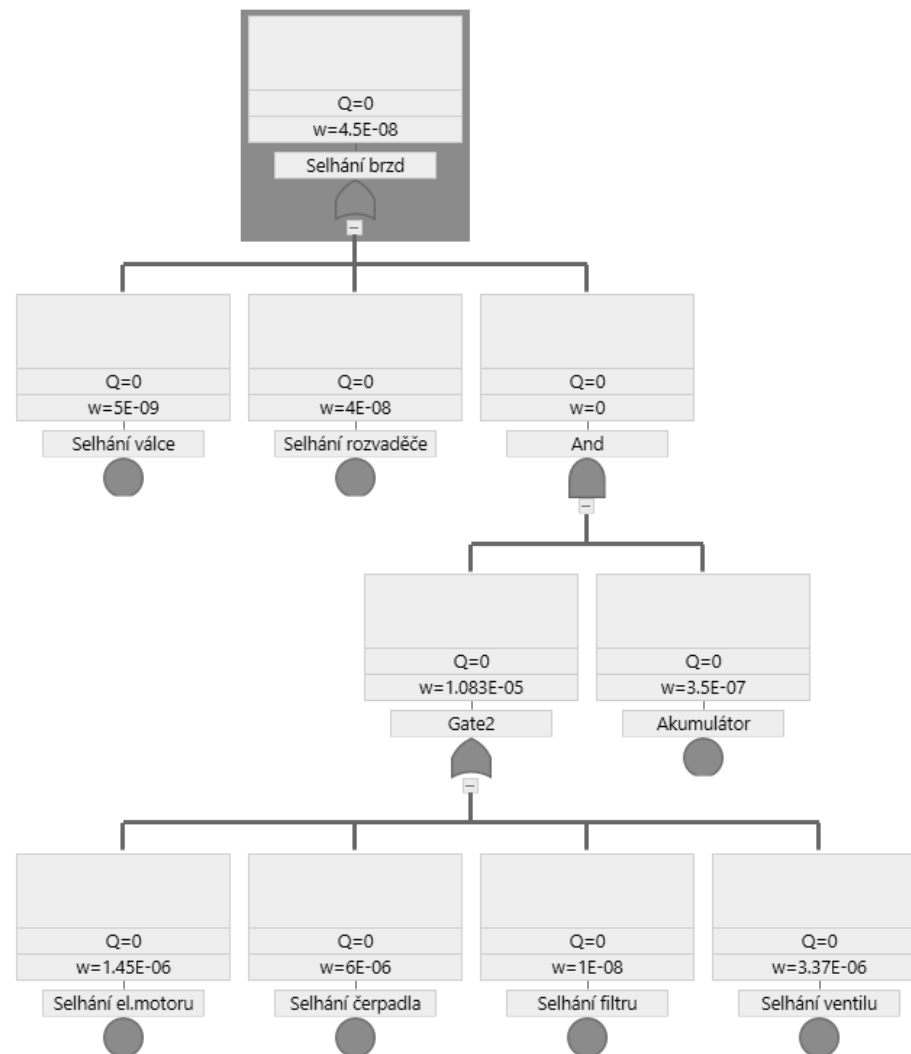 Q=0
w=4.5E-08
Selhání brzd
Q=0
w=5E-09
Selhání válce
Q=0
w=4E-08
Selhání rozvaděče
Q=0
w=0
And
Q=0
w=1.083E-05
Gate2
Q=0
w=3.5E-07
Akumulátor
Q=0
w=1.45E-06
Selhání el.motoru
Q=0
w=6E-06
Selhání čerpadla
Q=0
w=1E-08
Selhání filtru
Q=0
w=3.37E-06
Selhání ventilu